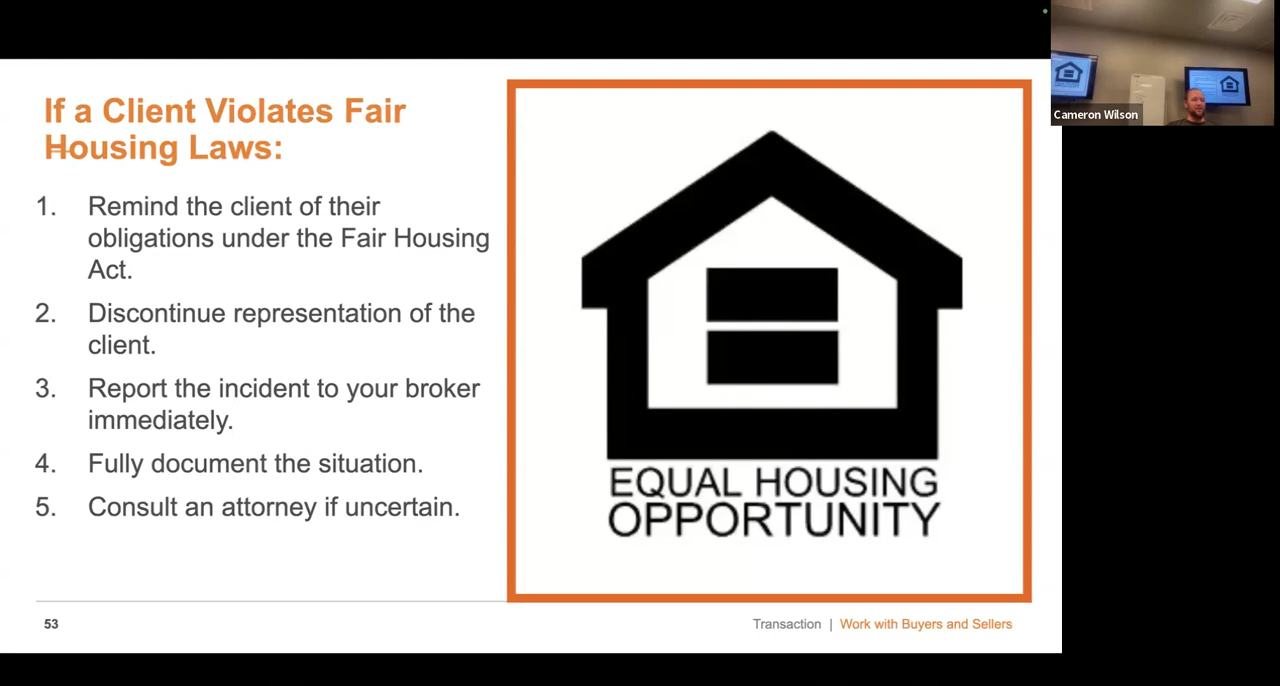 If a Client Violates Fair
Housing Laws:
1. Remind the client of their
obligations under the Fair Housing
Act.
2. Discontinue representation of the
client.
3. Report the incident to your broker
immediately.
4. Fully document the situation.
5. Consult an attorney if uncertain.
EQUAL HOUSING
OPPORTUNITY
53
Transaction | Work with Buyers and Sellers
Cameron Wilson